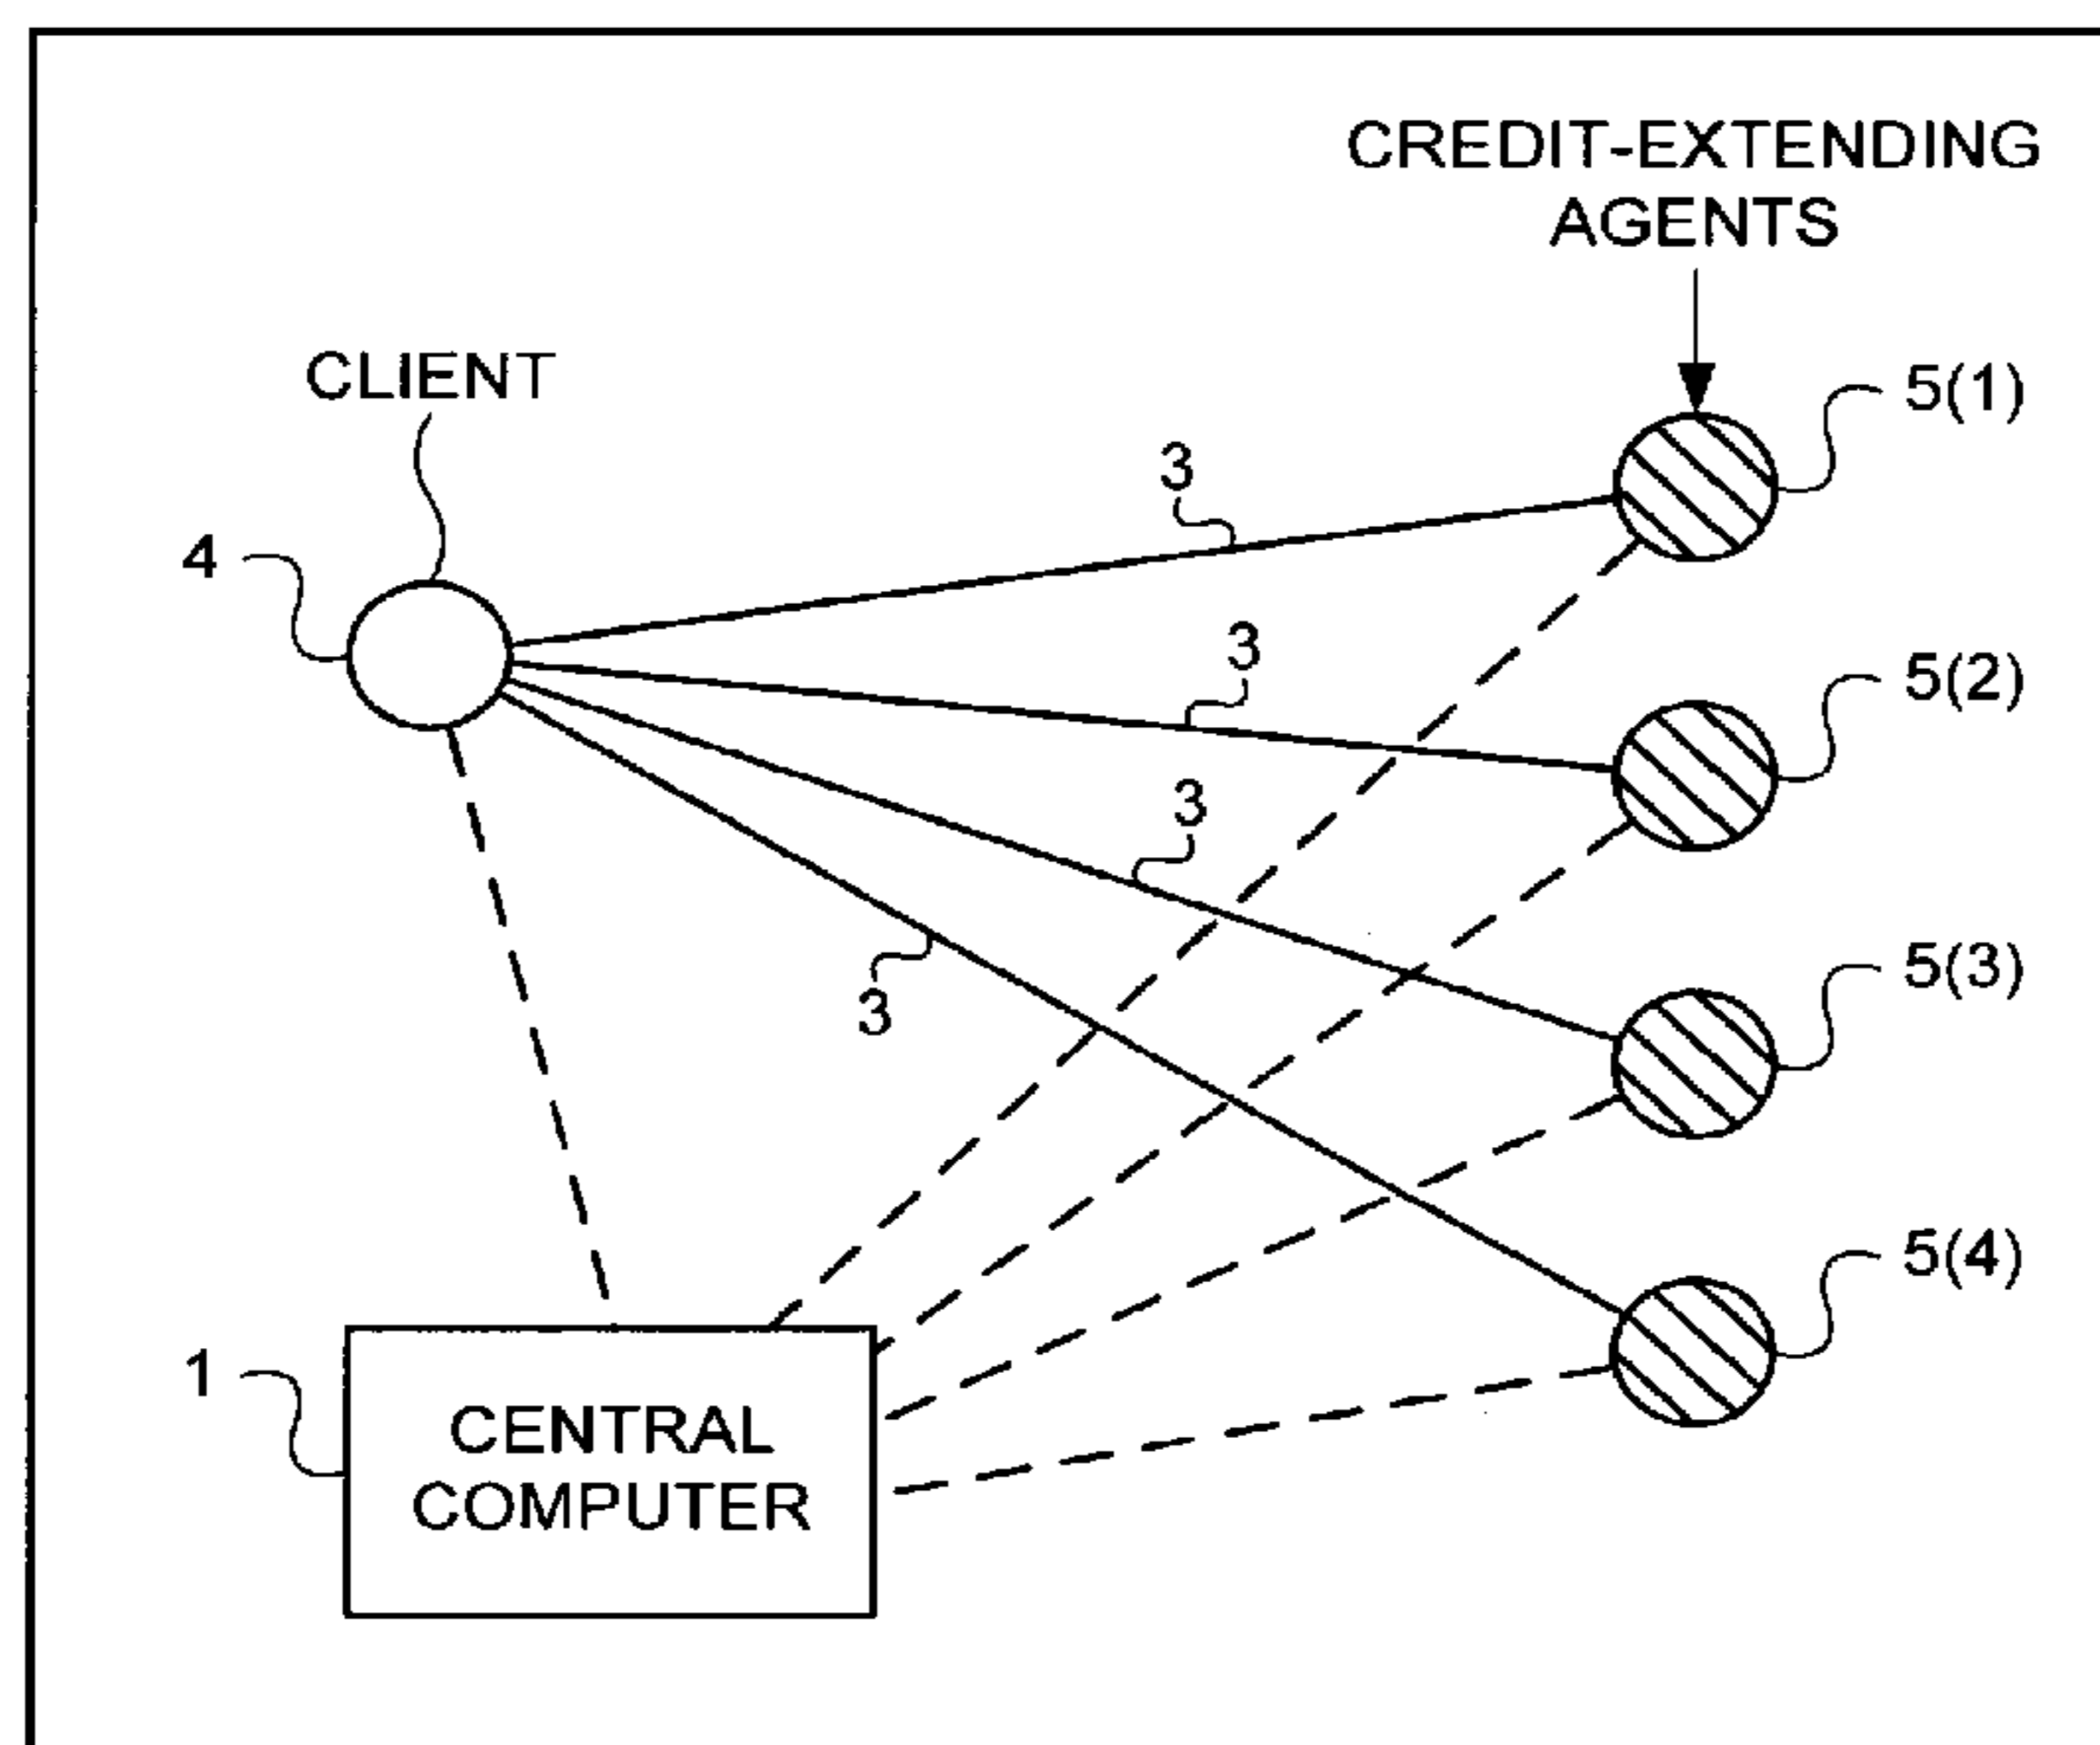 CREDIT-EXTENDING
AGENTS
CLIENT
5(1)
3
4
3
5(2)
3
5(3)
3
5(4)
1
CENTRAL
COMPUTER